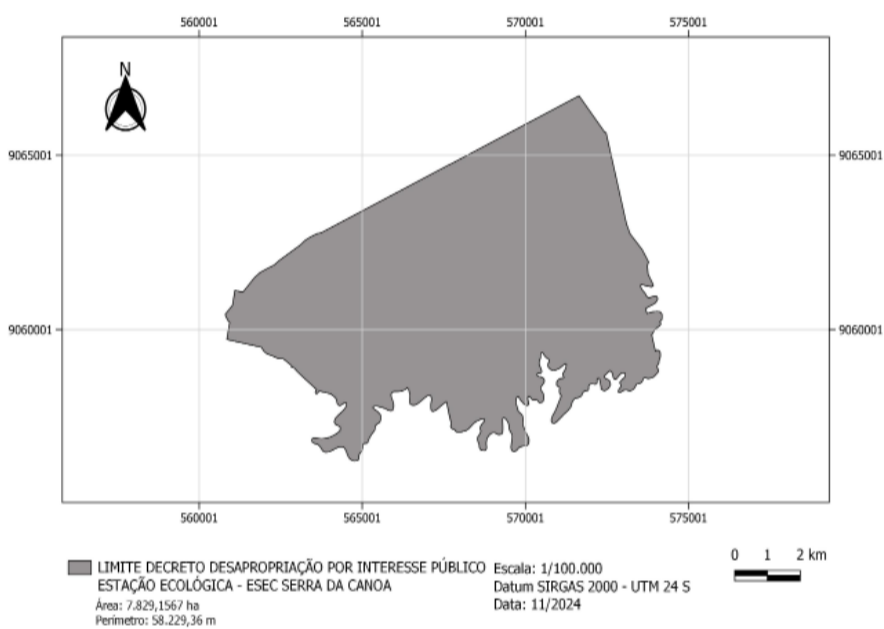 560001 565001 570001 575001
N
9065001 9065001
9060001 9060001
560001 565001 570001 575001
LIMITE DECRETO DESAPROPRIAÇÃO POR INTERESSE PÚBLICO
ESTAÇÃO ECOLÓGICA - ESEC SERRA DA CANOA
Área: 7.829,1567 ha
Perímetro: 58.229,36 m
Escala: 1/100.000
Datum SIRGAS 2000 - UTM 24 S
Data: 11/2024
0 1 2 km